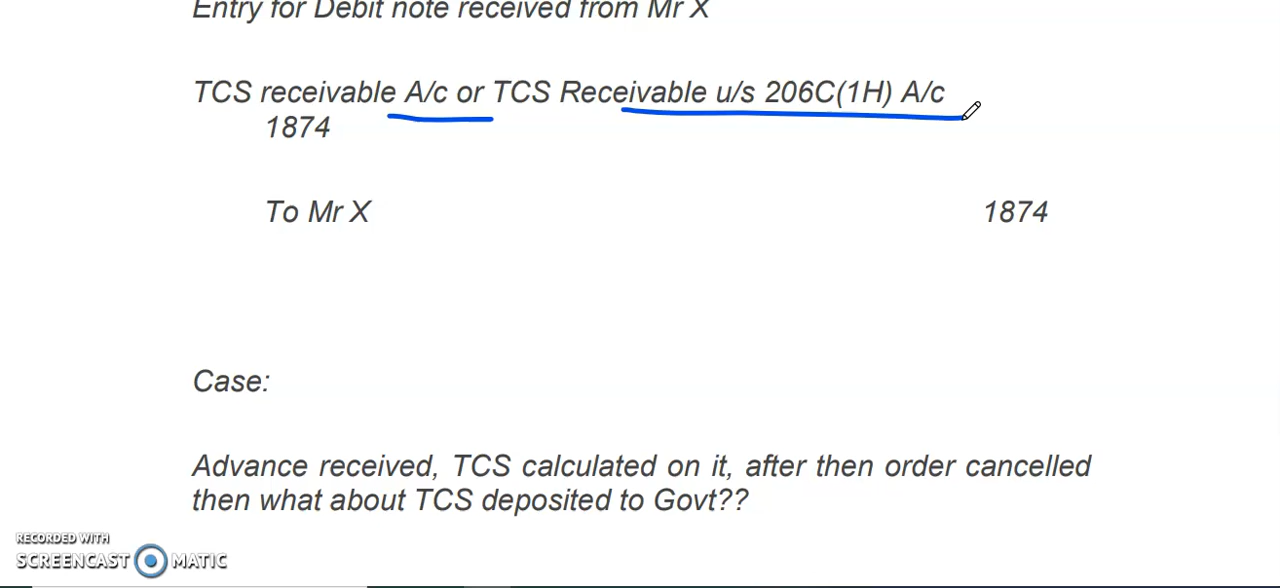 Entry for Debit note received from Mr X
TCS receivable A/c or TCS Receivable u/s 206C(1H) A/c
1874
To Mr X 1874
Case:
Advance received, TCS calculated on it, after then order cancelled
then what about TCS deposited to Govt??
RECORDED WITH
SCREENCAST MATIC